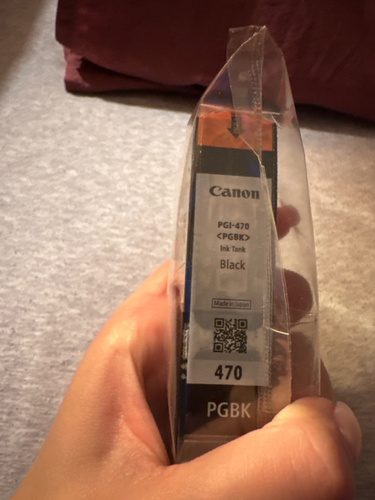 Canon
PGI-470
<PGBK>
Ink Tank
Black
Made in Japan
470
PGBK